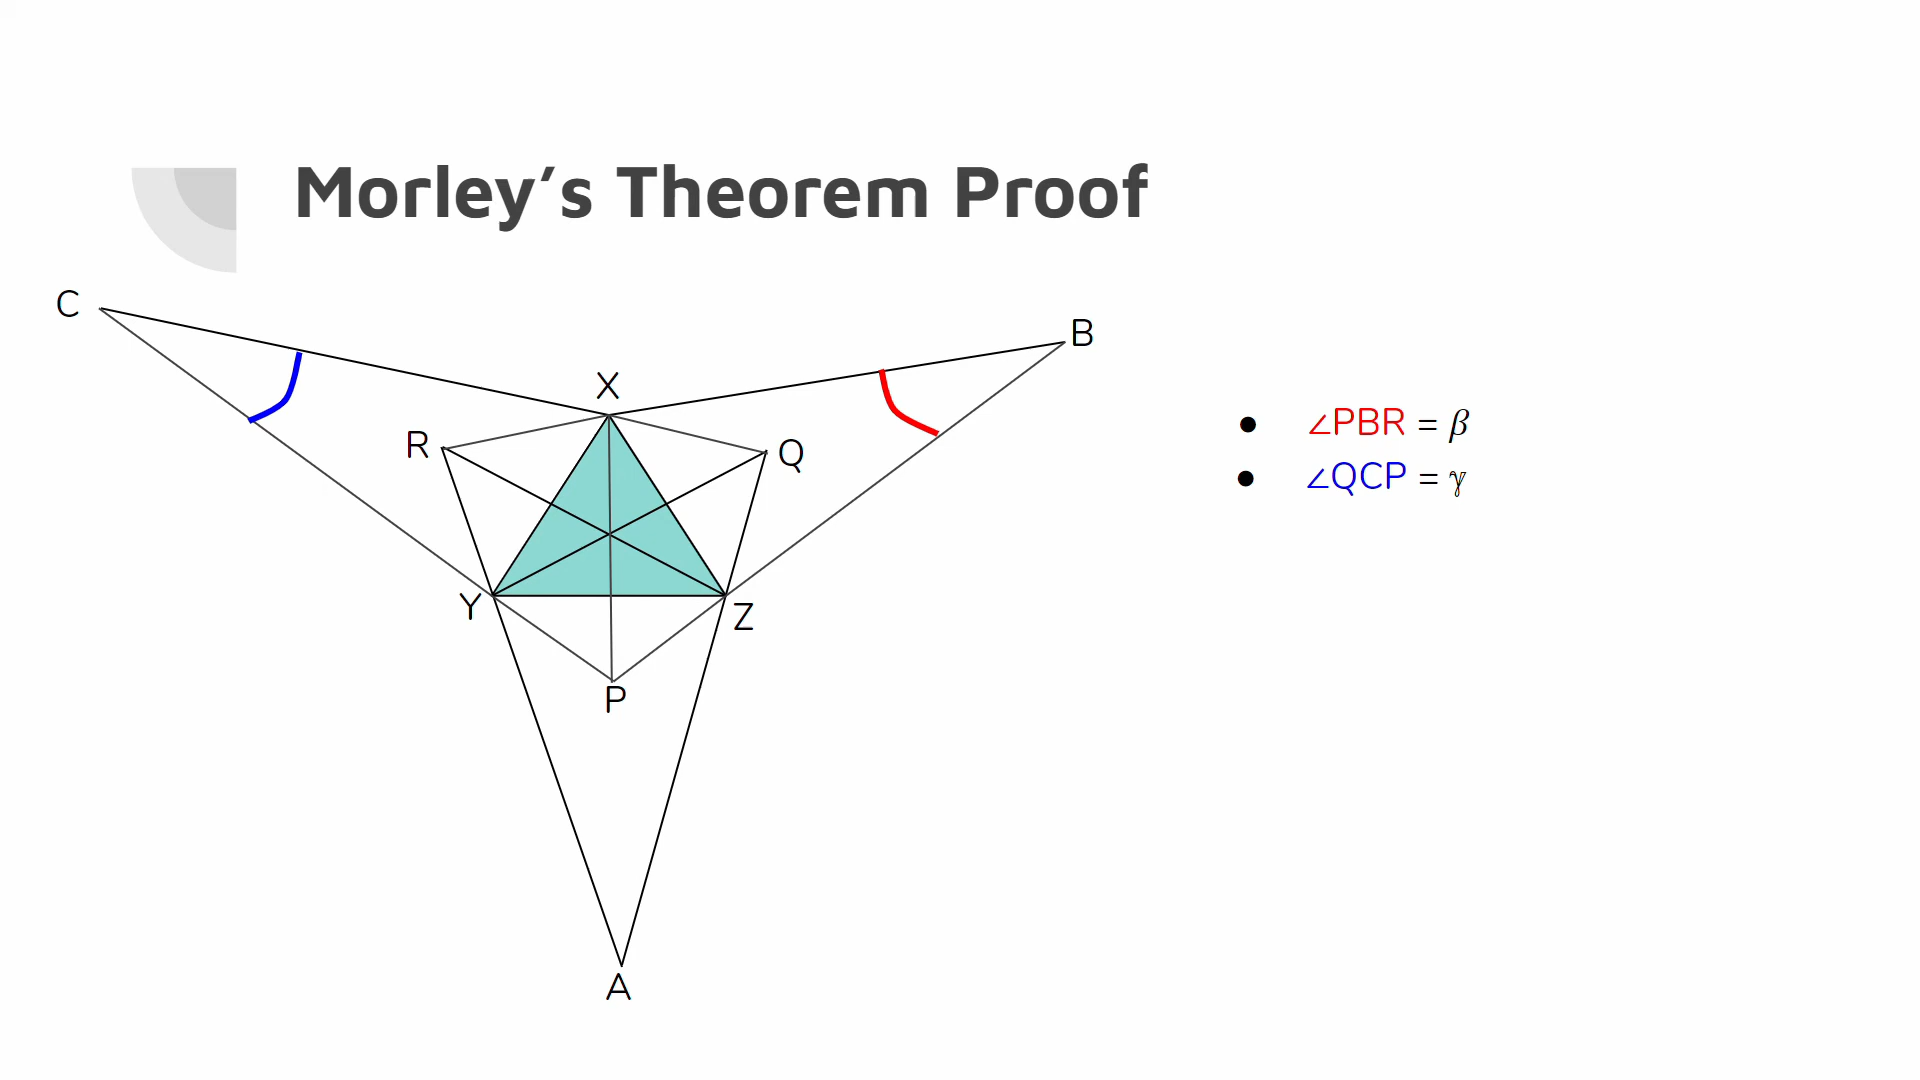 Morley’s Theorem Proof
C
B
X
R
Q
● ∠PBR = β
● ∠QCP = γ
Y
Z
P
A